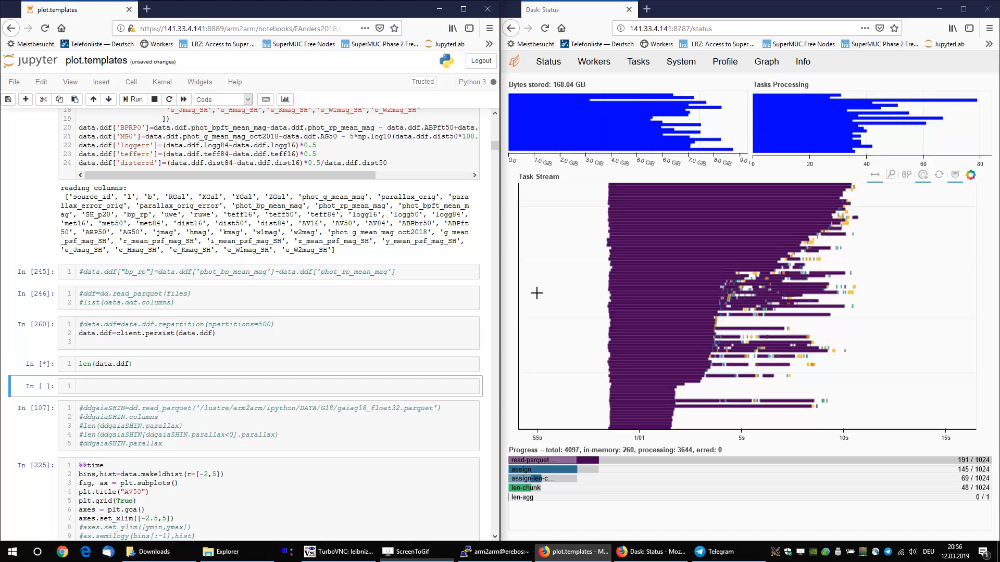 plot.templates
https://141.33.4.141:8889/arm2arm/notebooks/FAnders2018/
Meistbesucht Telefonliste — Deutsch Workers LRZ: Access to Super ... SuperMUC Free Nodes SuperMUC Phase 2 Fre... JupyterLab
jupyter plot.templates (unsaved changes) Logout
File Edit View Insert Cell Kernel Widgets Help Trusted Python 3
Run Code
18 'e_Jmag_SH','e_Hmag_SH','e_Kmag_SH','e_W1mag_SH','e_W2mag_SH'
19 ])
20 data.ddf['BPRP0']=data.ddf.phot_bpft_mean_mag-data.ddf.phot_rp_mean_mag - data.ddf.ABPft50+data.
21 data.ddf['MG0']=data.ddf.phot_g_mean_mag_oct2018-data.ddf.AG50 - 5*np.log10(data.ddf.dist50*100.
22 data.ddf['loggerr']=(data.ddf.logg84-data.ddf.logg16)*0.5
23 data.ddf['tefferr']=(data.ddf.teff84-data.ddf.teff16)*0.5
24 data.ddf['disterrd']=(data.ddf.dist84-data.ddf.dist16)*0.5/data.ddf.dist50
reading columns:
['source_id', 'l', 'b', 'RGal', 'XGal', 'YGal', 'ZGal', 'phot_g_mean_mag', 'parallax_orig', 'para
llax_error_orig', 'parallax_orig_error', 'phot_bp_mean_mag', 'phot_rp_mean_mag', 'phot_bpft_mean_m
ag', 'SH_p20', 'bp_rp', 'uwe', 'ruwe', 'teff16', 'teff50', 'teff84', 'logg16', 'logg50', 'logg84',
'met16', 'met50', 'met84', 'dist16', 'dist50', 'dist84', 'AV16', 'AV50', 'AV84', 'ABPbr50', 'ABPft
50', 'ARP50', 'AG50', 'jmag', 'hmag', 'kmag', 'w1mag', 'w2mag', 'phot_g_mean_mag_oct2018', 'g_mean
_psf_mag_SH', 'r_mean_psf_mag_SH', 'i_mean_psf_mag_SH', 'z_mean_psf_mag_SH', 'y_mean_psf_mag_SH',
'e_Jmag_SH', 'e_Hmag_SH', 'e_Kmag_SH', 'e_W1mag_SH', 'e_W2mag_SH']
In [245]: 1 #data.ddf["bp_rp"]=data.ddf['phot_bp_mean_mag']-data.ddf['phot_rp_mean_mag']
In [246]: 1 #ddf=dd.read_parquet(files)
2 #list(data.ddf.columns)
In [260]: 1 #data.ddf=data.ddf.repartition(npartitions=500)
2 data.ddf=client.persist(data.ddf)
3
In [*]: 1 len(data.ddf)
In [ ]: 1
In [107]: 1 #ddgaiaSHIN=dd.read_parquet('/lustre/arm2arm/ipython/DATA/G18/gaiag18_float32.parquet')
2 #ddgaiaSHIN.columns
3 #len(ddgaiaSHIN.parallax)
4 #len(ddgaiaSHIN[ddgaiaSHIN.parallax<0].parallax)
5 #ddgaiaSHIN.parallax
In [225]: 1 %%time
2 bins,hist=data.make1dhist(r=[-2,5])
3 fig, ax = plt.subplots()
4 plt.title("AV50")
5 plt.grid(True)
6 axes = plt.gca()
7 axes.set_xlim([-2.5,5])
8 #axes.set_ylim([ymin,ymax])
9 #ax.semilogy(bins[:-1],hist)
Dask: Status
141.33.4.141:8787/status
Meistbesucht Telefonliste — Deutsch Workers LRZ: Access to Super ... SuperMUC Free Nodes SuperMUC Phase 2 Fre... JupyterLab
Status Workers Tasks System Profile Graph Info
Bytes stored: 168.04 GB
0.0 1.0 GiB 2.0 GiB 3.0 GiB 4.0 GiB 5.0 GiB 6.0 GiB 7.0 GiB 8.0 GiB 9.0
Tasks Processing
0 20 40 60 80
Task Stream
55s 1/01 5s 10s 15s
Progress -- total: 4097, in-memory: 260, processing: 3644, erred: 0
read-parquet... 191 / 1024
assign 145 / 1024
assign-len-c... 69 / 1024
len-chunk 48 / 1024
len-agg 0 / 1
Downloads Explorer TurboVNC: leibniz... ScreenToGif arm2arm@erebos:~ plot.templates - M... Dask: Status - Moz... Telegram DEU 20:56
12.03.2019 1